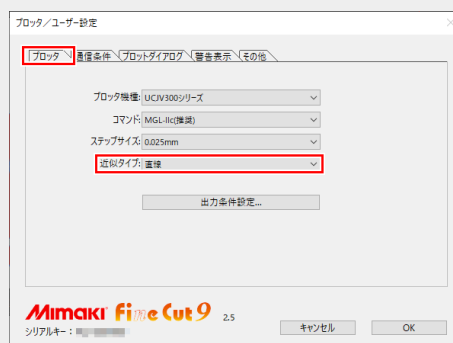 プロッタ／ユーザー設定
プロッタ 通信条件 プロットダイアログ 警告表示 その他
プロッタ機種: UCJV300シリーズ
コマンド: MGL-IIc(推奨)
ステップサイズ: 0.025mm
近似タイプ: 直線
出力条件設定...
Mimaki Fine Cut 9 2.5
シリアルキー：
キャンセル OK